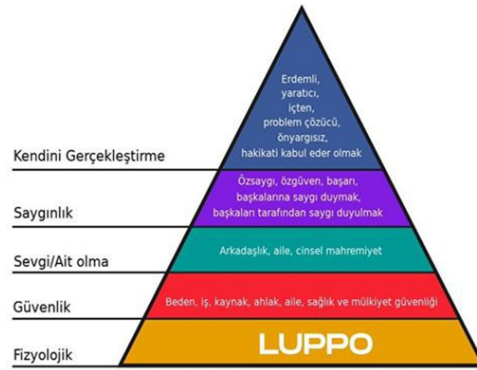 Erdemli,
yaratıcı,
içten,
problem çözücü,
önyargısız,
hakikati kabul eder olmak
Kendini Gerçekleştirme
Özsaygı, özgüven, başarı,
başkalarına saygı duymak,
başkaları tarafından saygı duyulmak
Saygınlık
Arkadaşlık, aile, cinsel mahremiyet
Sevgi/Ait olma
Beden, iş, kaynak, ahlak, aile, sağlık ve mülkiyet güvenliği
Güvenlik
LUPPO
Fizyolojik